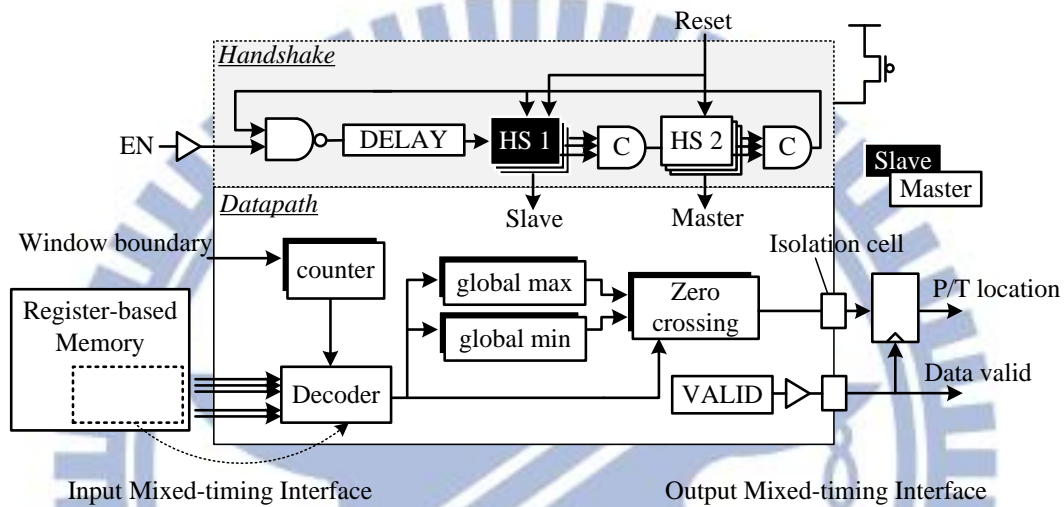 Reset
Handshake
EN
DELAY
HS 1
C
HS 2
C
Slave
Master
Slave
Master
Datapath
Window boundary
Isolation cell
counter
global max
Zero
crossing
P/T location
Register-based
Memory
global min
Decoder
VALID
Data valid
Input Mixed-timing Interface
Output Mixed-timing Interface